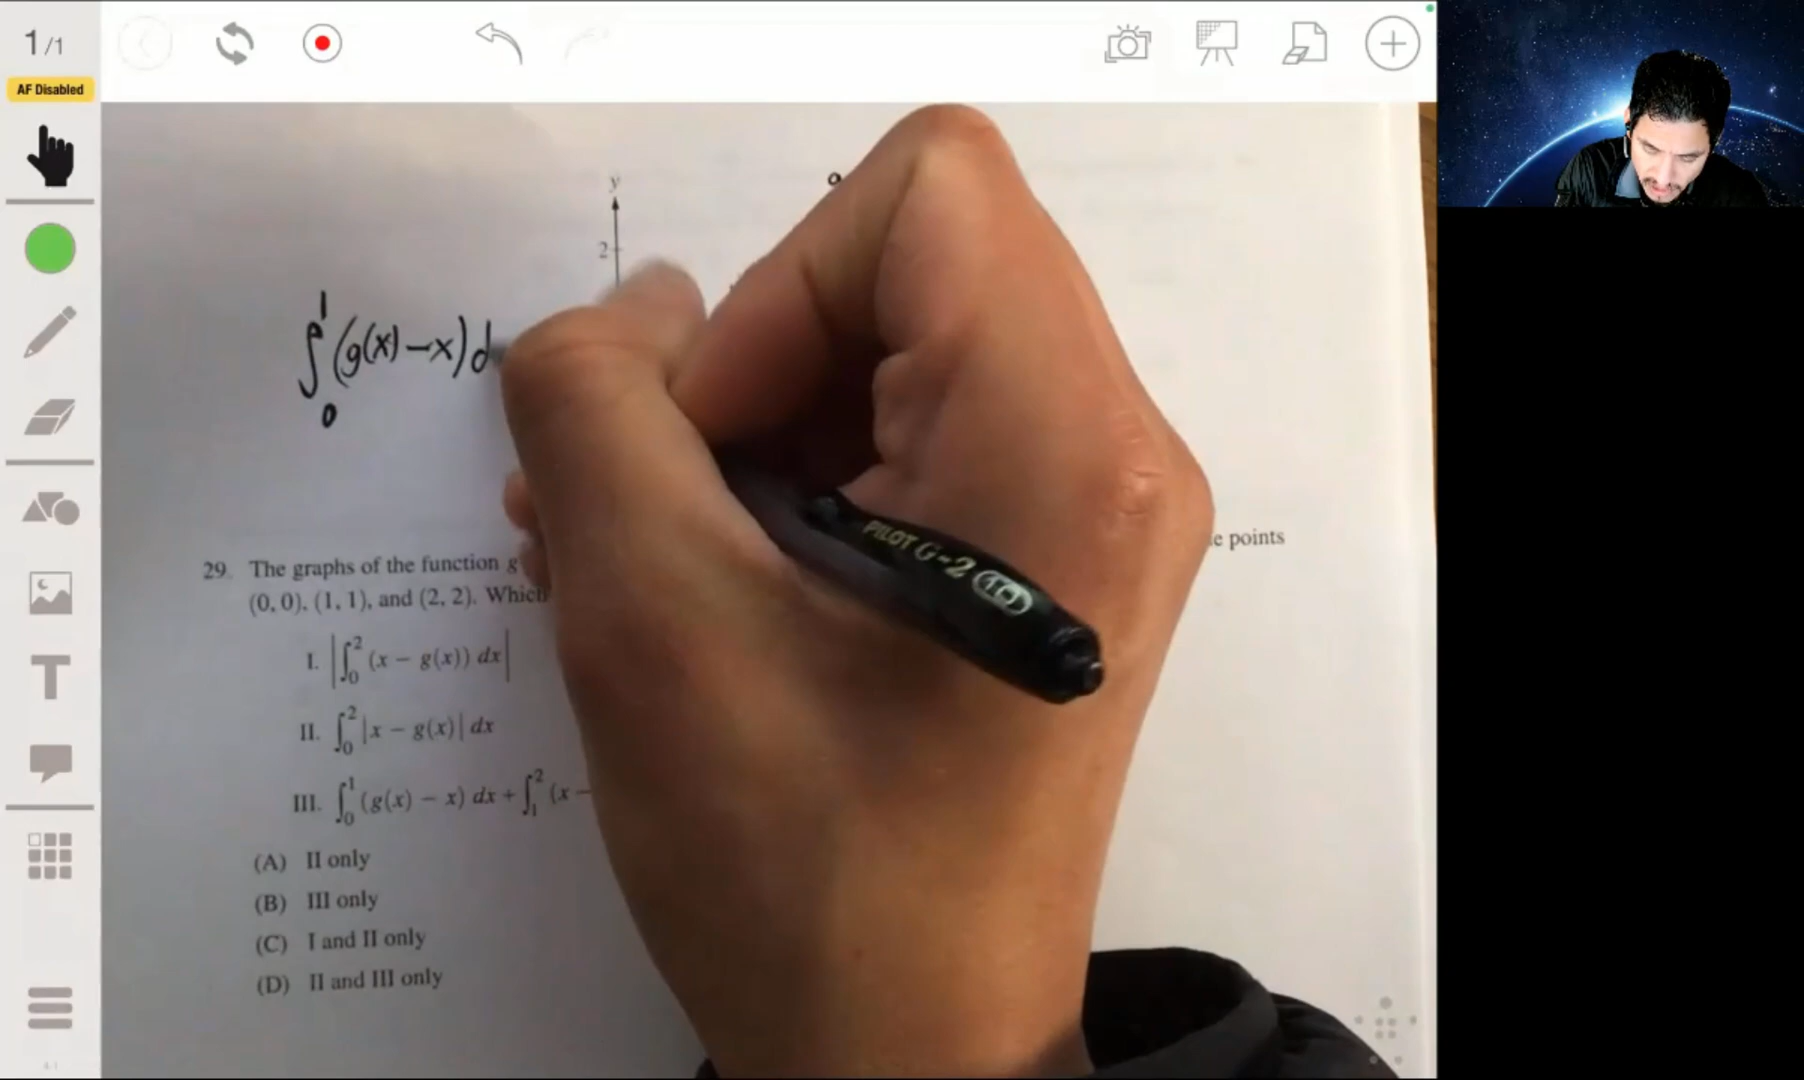 1/1
AF Disabled
y
2
∫₀¹ (g(x) – x) d
PILOT G-2
29. The graphs of the function g
e points
(0, 0), (1, 1), and (2, 2). Which
I. |∫₀² (x – g(x)) dx|
II. ∫₀² |x – g(x)| dx
III. ∫₀¹ (g(x) – x) dx + ∫₁² (x –
(A) II only
(B) III only
(C) I and II only
(D) II and III only
T